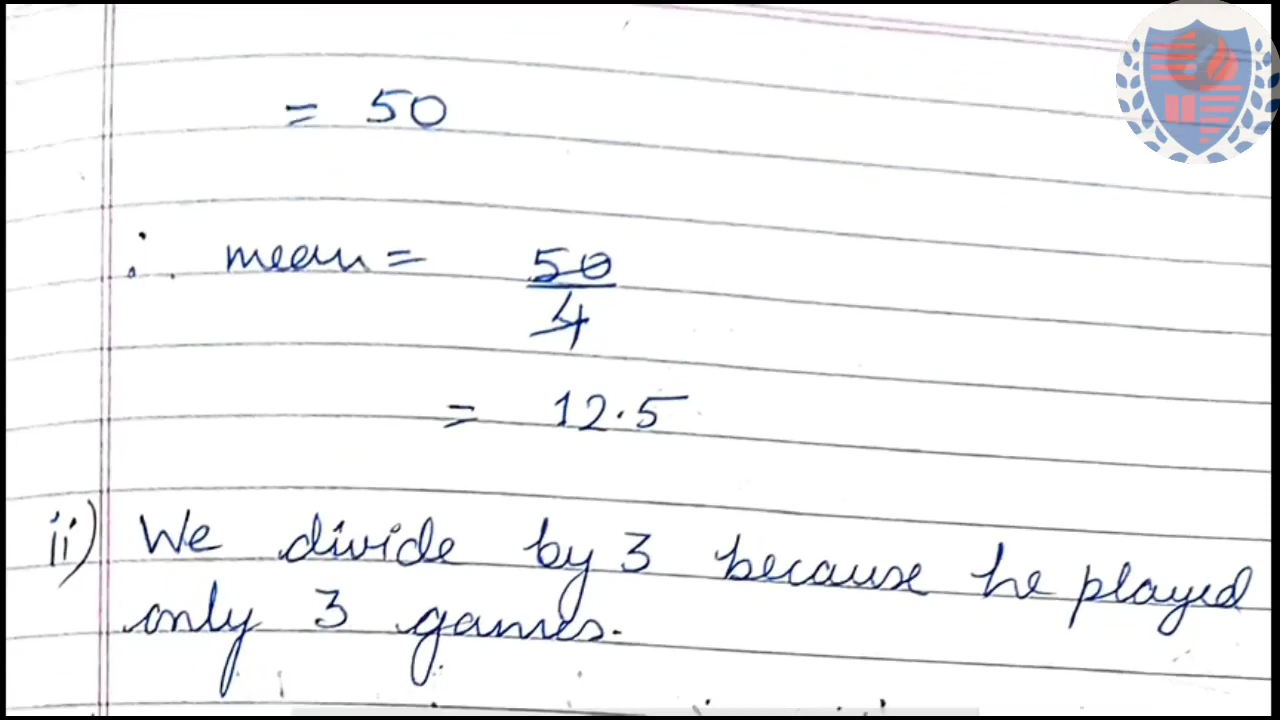 = 50
∴ mean = 50
4
= 12.5
ii) We divide by 3 because he played
only 3 games.